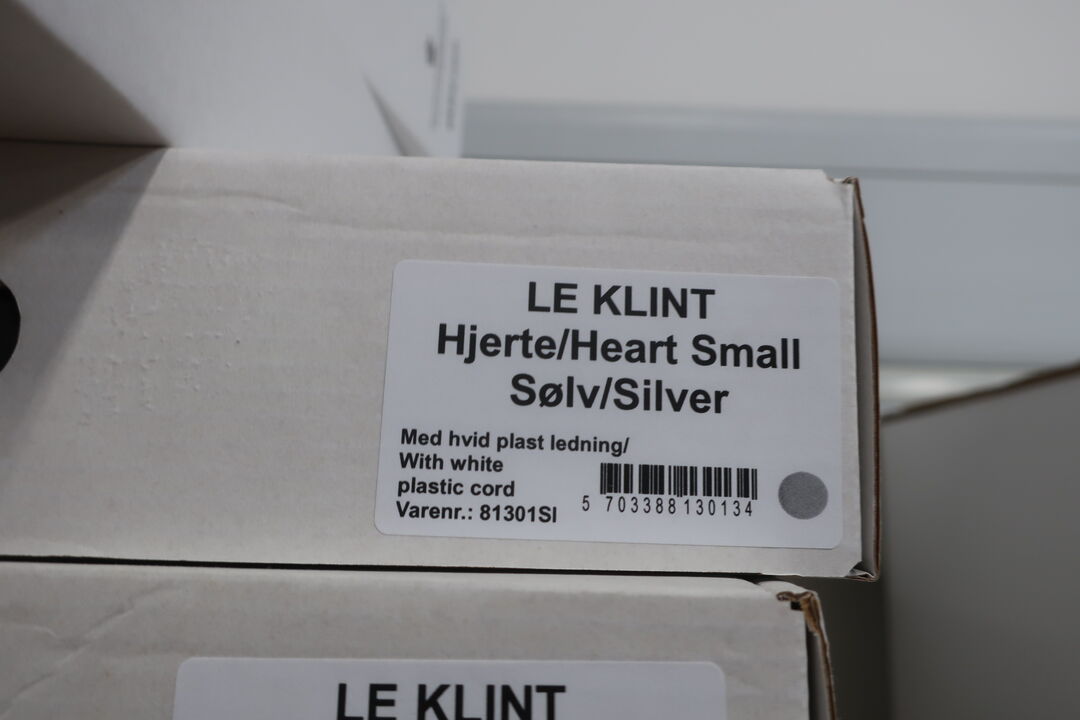 LE KLINT
Hjerte/Heart Small
Sølv/Silver
Med hvid plast ledning/
With white
plastic cord
Varenr.: 81301SI
5 703388 130134
LE KLINT